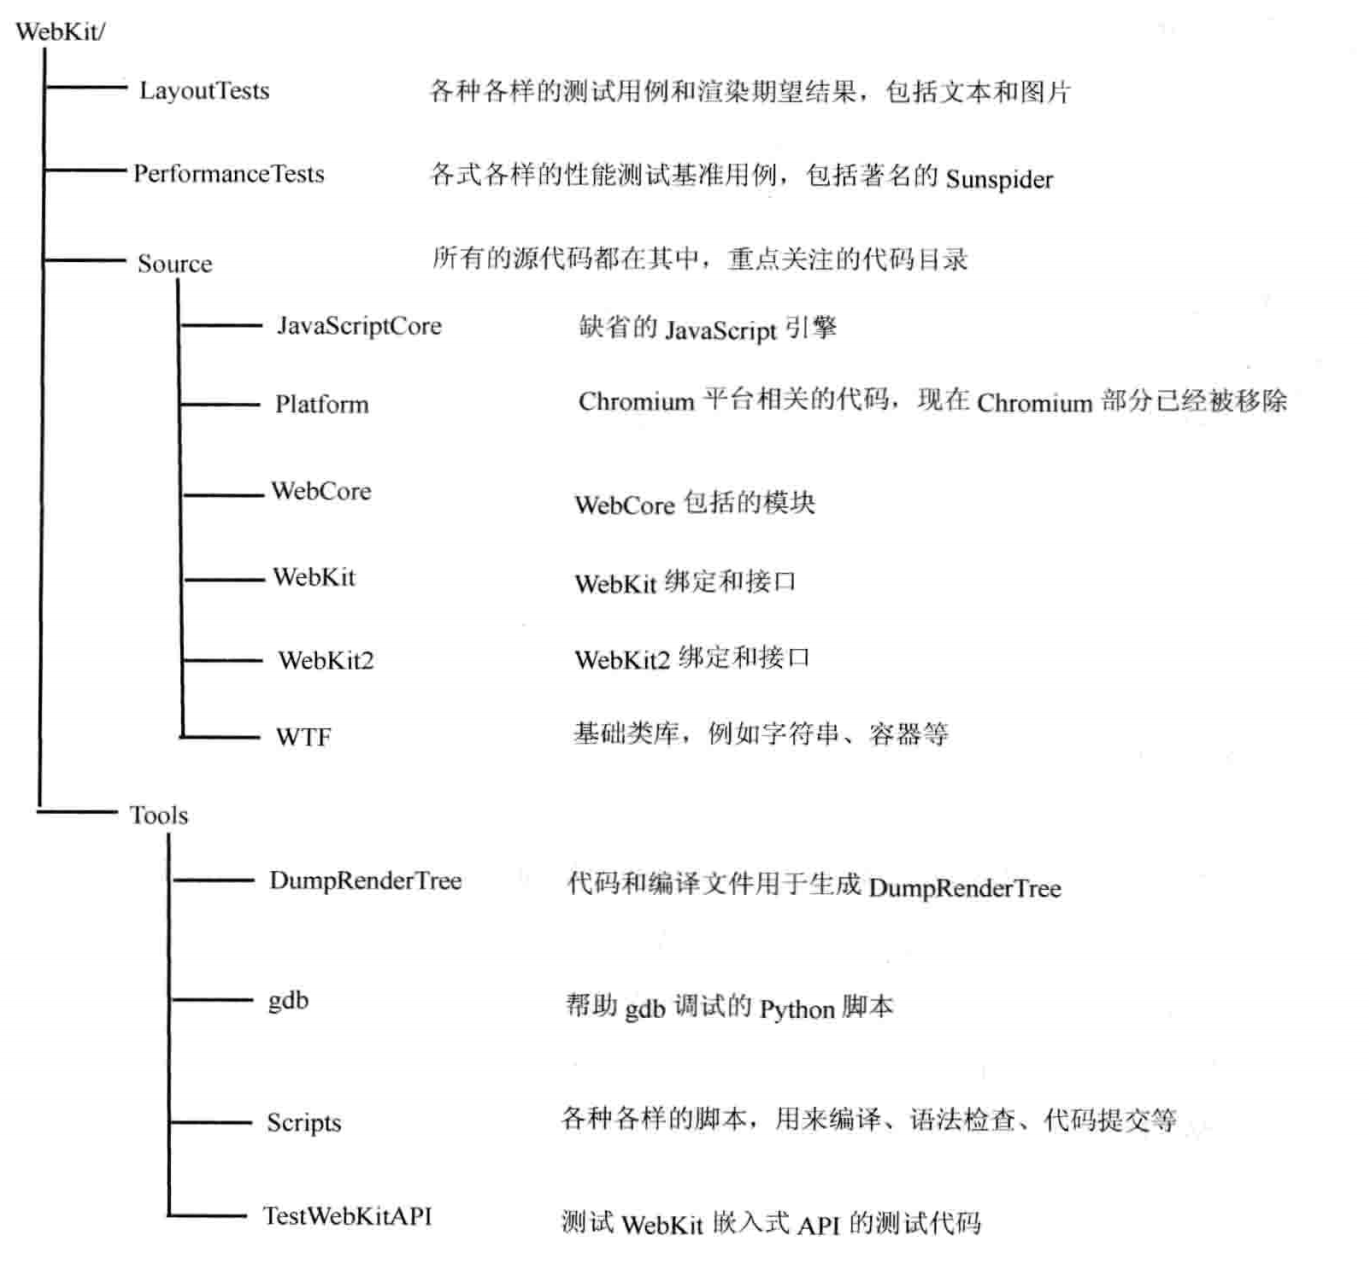 WebKit/
LayoutTests 各种各样的测试用例和渲染期望结果，包括文本和图片
PerformanceTests 各式各样的性能测试基准用例，包括著名的 Sunspider
Source 所有的源代码都在其中，重点关注的代码目录
JavaScriptCore 缺省的 JavaScript 引擎
Platform Chromium 平台相关的代码，现在 Chromium 部分已经被移除
WebCore WebCore 包括的模块
WebKit WebKit 绑定和接口
WebKit2 WebKit2 绑定和接口
WTF 基础类库，例如字符串、容器等
Tools
DumpRenderTree 代码和编译文件用于生成 DumpRenderTree
gdb 帮助 gdb 调试的 Python 脚本
Scripts 各种各样的脚本，用来编译、语法检查、代码提交等
TestWebKitAPI 测试 WebKit 嵌入式 API 的测试代码